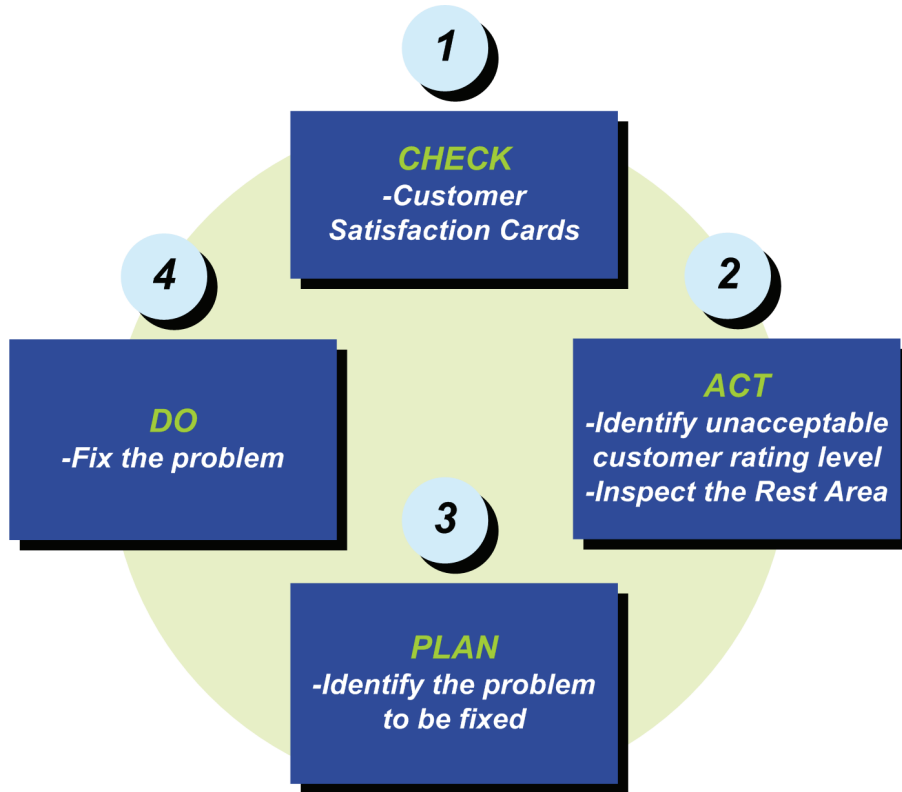 1
CHECK
-Customer
Satisfaction Cards
2
ACT
-Identify unacceptable
customer rating level
-Inspect the Rest Area
3
PLAN
-Identify the problem
to be fixed
4
DO
-Fix the problem